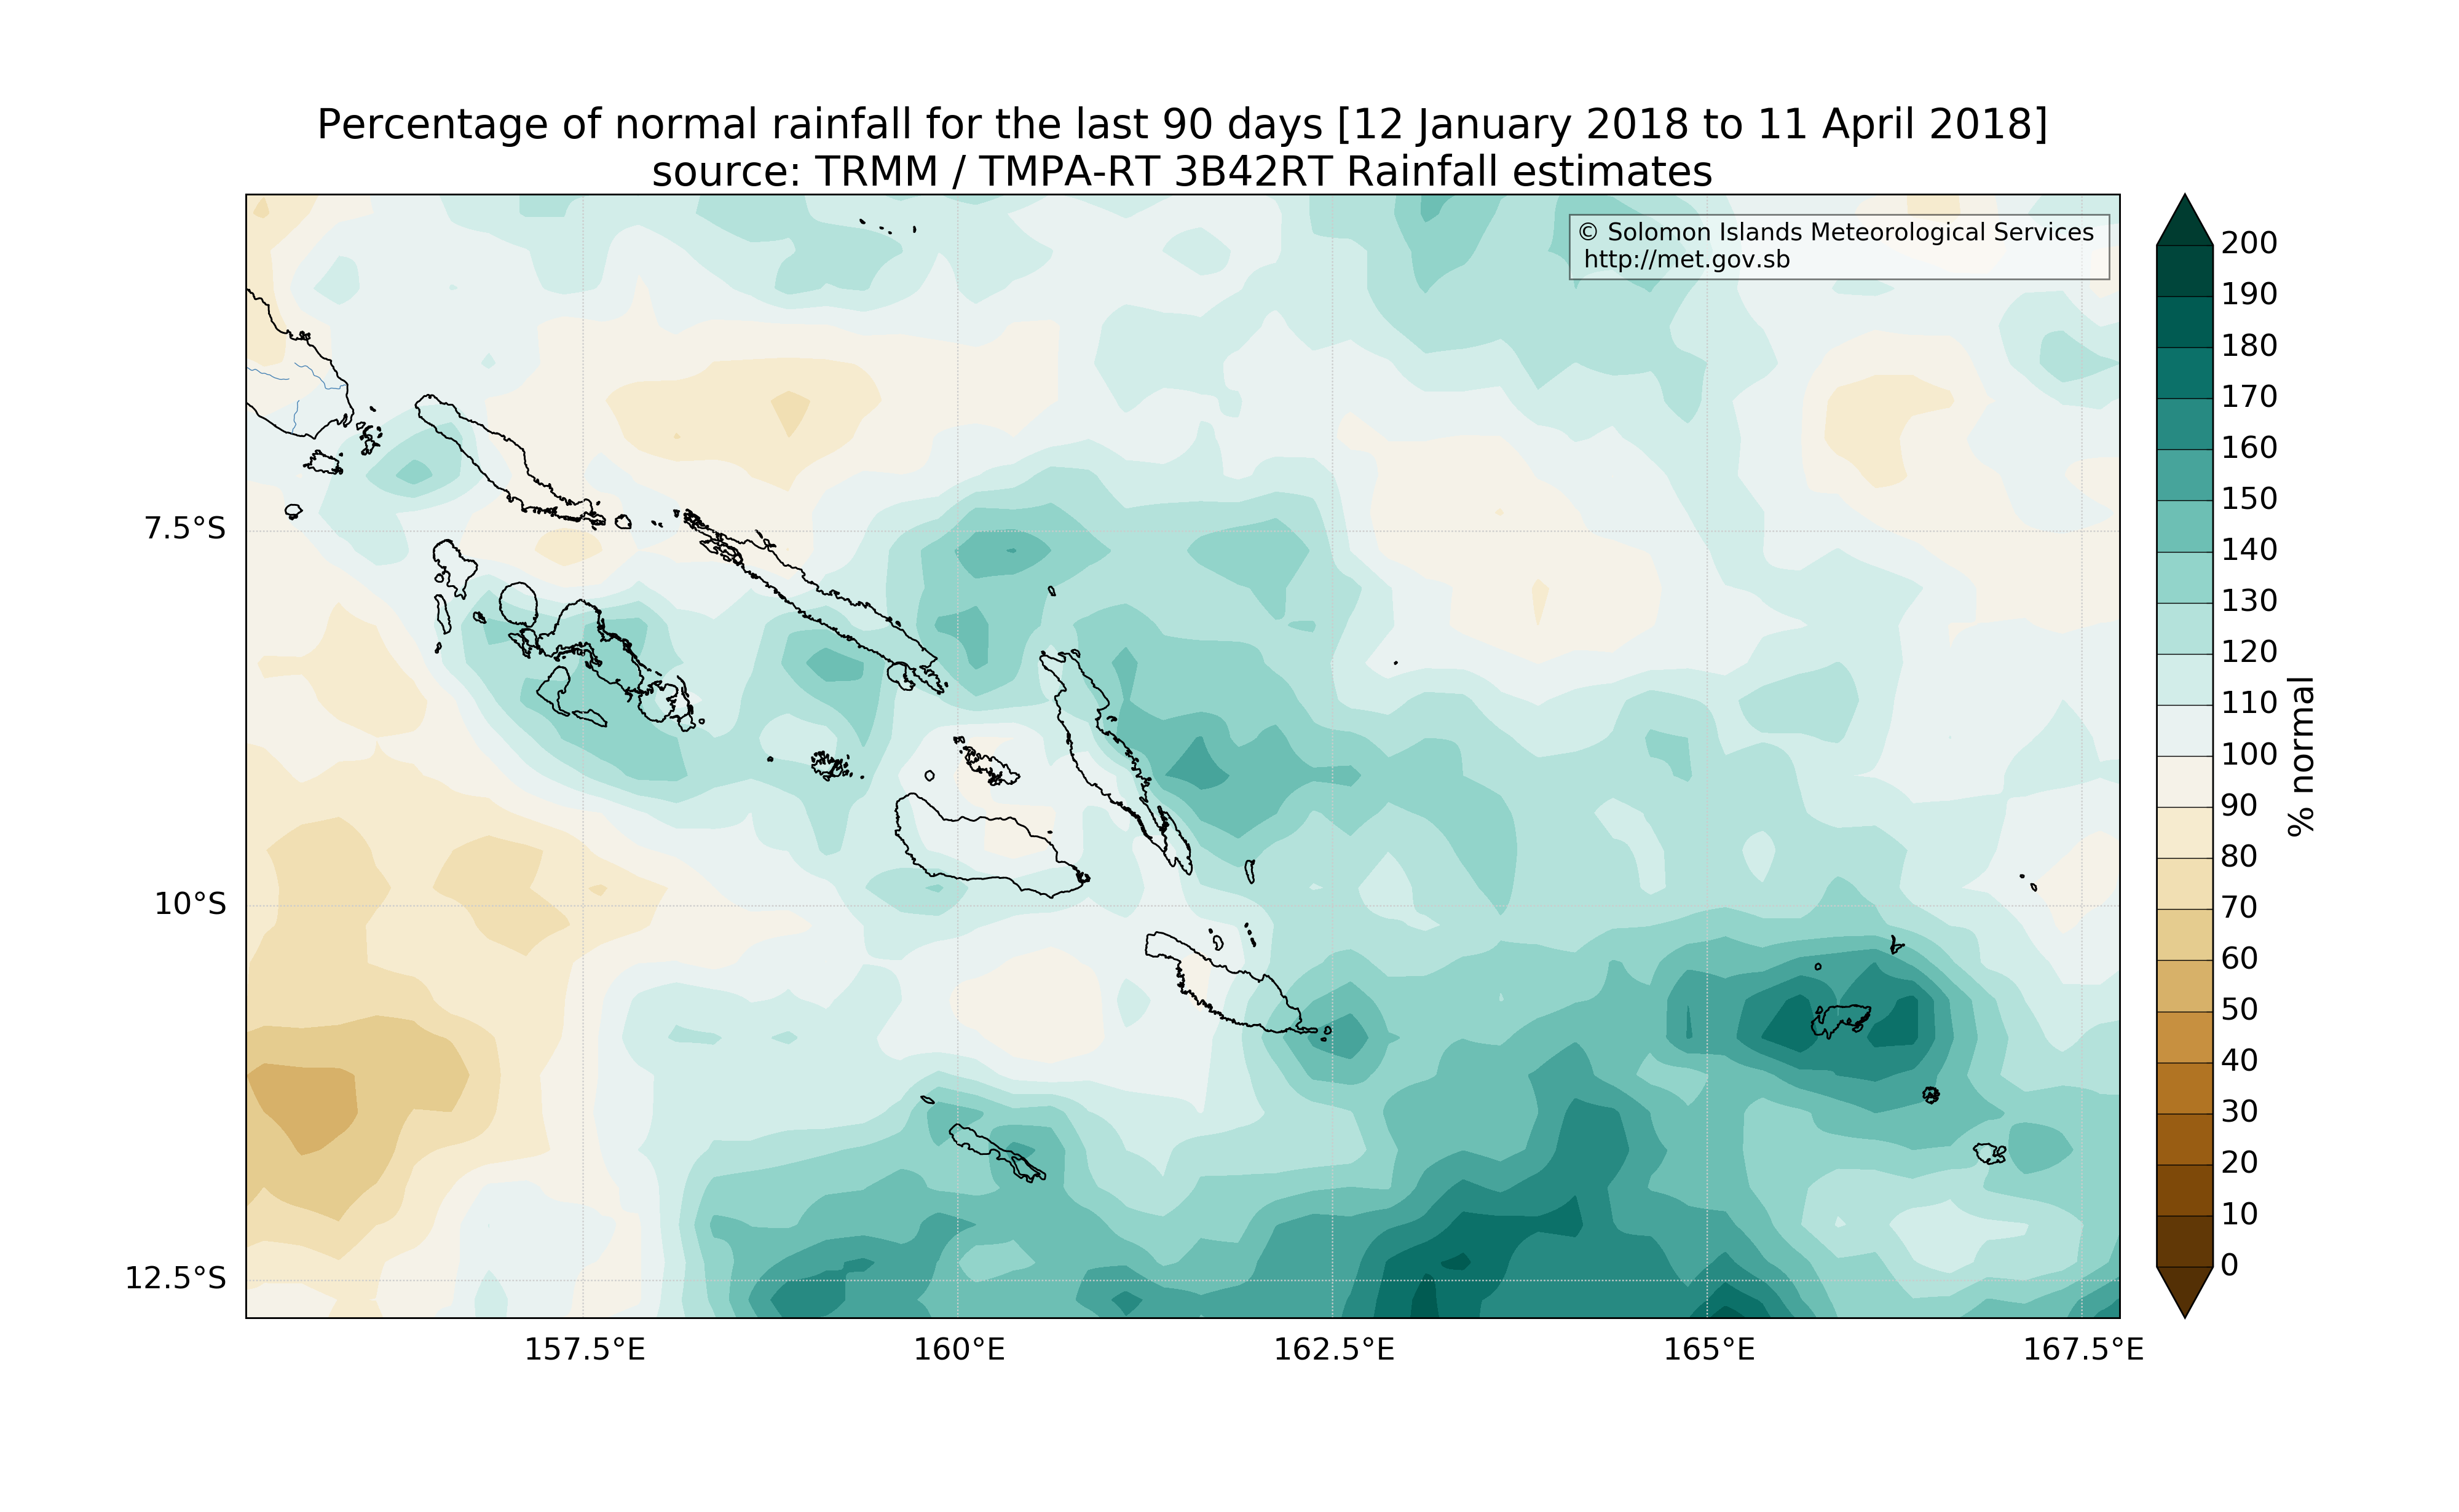 Percentage of normal rainfall for the last 90 days [12 January 2018 to 11 April 2018]
source: TRMM / TMPA-RT 3B42RT Rainfall estimates
© Solomon Islands Meteorological Services
http://met.gov.sb
7.5°S
10°S
12.5°S
157.5°E
160°E
162.5°E
165°E
167.5°E
200
190
180
170
160
150
140
130
120
110
100
90
80
70
60
50
40
30
20
10
0
% normal